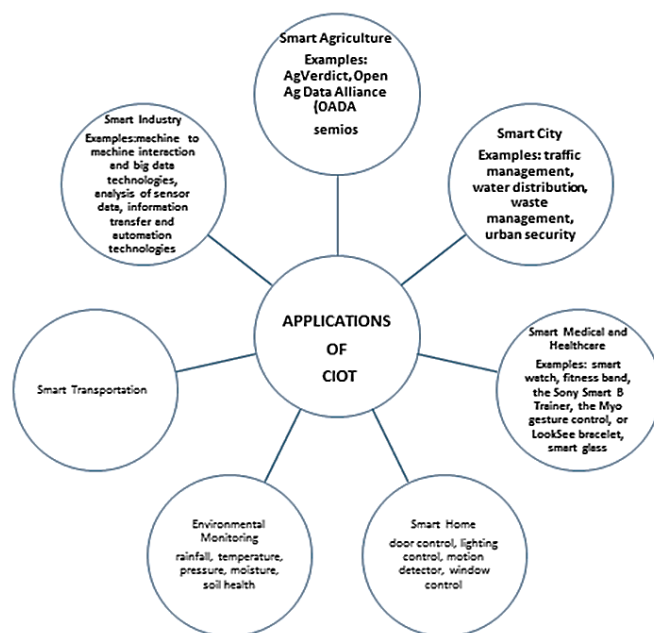 Smart Agriculture
Examples:
AgVerdict, Open
Ag Data Alliance
(OADA
semios
Smart City
Examples: traffic
management,
water distribution,
waste
management,
urban security
Smart Medical and
Healthcare
Examples: smart
watch, fitness band,
the Sony Smart B
Trainer, the Myo
gesture control, or
LookSee bracelet,
smart glass
Smart Home
door control, lighting
control, motion
detector, window
control
Environmental
Monitoring
rainfall, temperature,
pressure, moisture,
soil health
Smart Transportation
Smart Industry
Examples:machine to
machine interaction
and big data
technologies,
analysis of sensor
data, information
transfer and
automation
technologies
APPLICATIONS
OF
CIOT